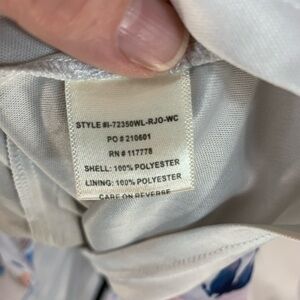 STYLE #I-72350WL-RJO-WC
PO # 210601
RN # 117778
SHELL: 100% POLYESTER
LINING: 100% POLYESTER
CARE ON REVERSE